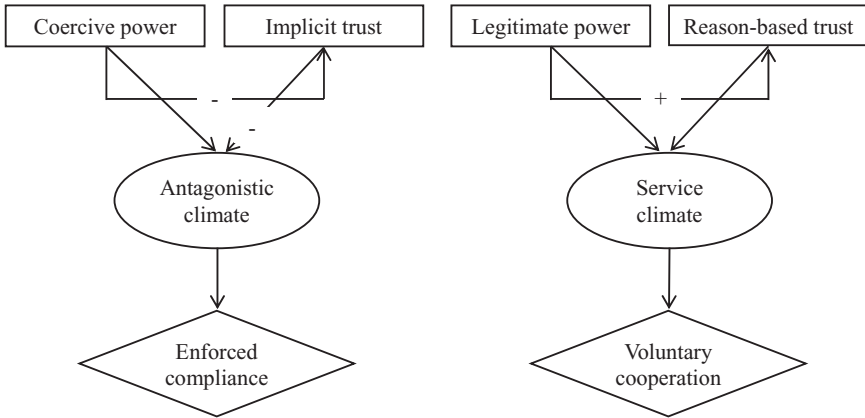 Coercive power
Implicit trust
Legitimate power
Reason-based trust
-
+
-
Antagonistic
climate
Service
climate
Enforced
compliance
Voluntary
cooperation